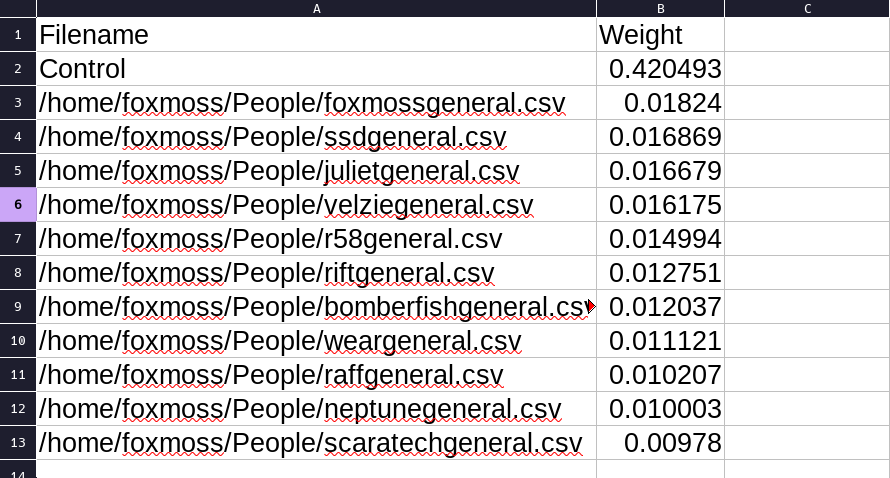 A B C
1 Filename Weight
2 Control 0.420493
3 /home/foxmoss/People/foxmossgeneral.csv 0.01824
4 /home/foxmoss/People/ssdgeneral.csv 0.016869
5 /home/foxmoss/People/julietgeneral.csv 0.016679
6 /home/foxmoss/People/velziegeneral.csv 0.016175
7 /home/foxmoss/People/r58general.csv 0.014994
8 /home/foxmoss/People/riftgeneral.csv 0.012751
9 /home/foxmoss/People/bomberfishgeneral.csv 0.012037
10 /home/foxmoss/People/weargeneral.csv 0.011121
11 /home/foxmoss/People/raffgeneral.csv 0.010207
12 /home/foxmoss/People/neptunegeneral.csv 0.010003
13 /home/foxmoss/People/scaratechgeneral.csv 0.00978
14